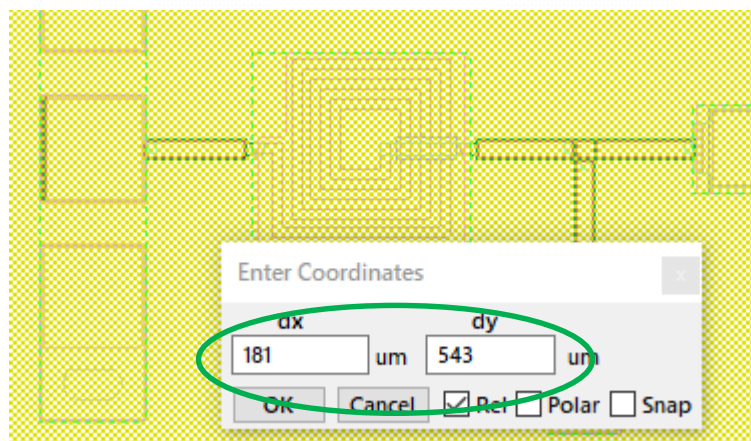 Enter Coordinates x
dx dy
181 um 543 um
OK Cancel Rel Polar Snap